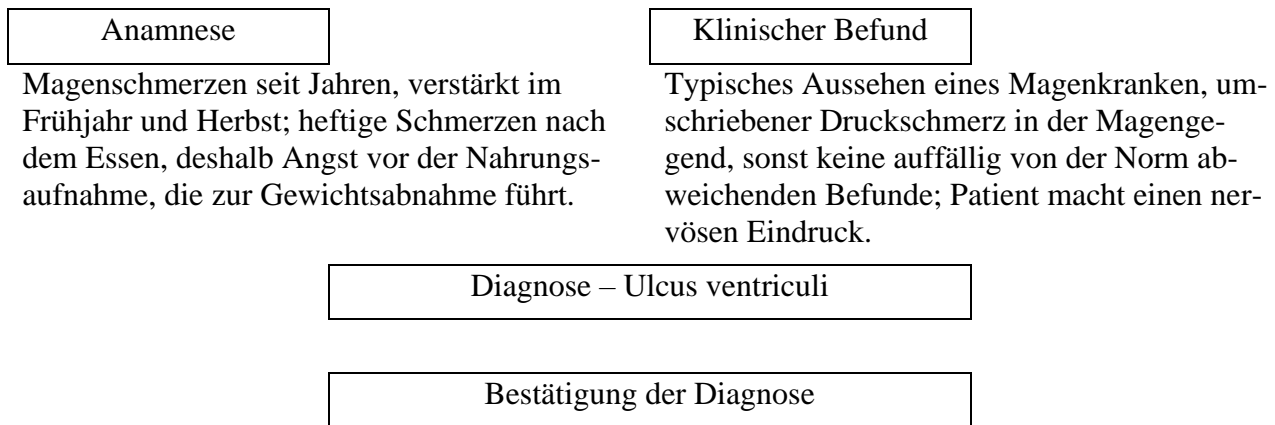 Anamnese
Magenschmerzen seit Jahren, verstärkt im
Frühjahr und Herbst; heftige Schmerzen nach
dem Essen, deshalb Angst vor der Nahrungs-
aufnahme, die zur Gewichtsabnahme führt.
Klinischer Befund
Typisches Aussehen eines Magenkranken, um-
schriebener Druckschmerz in der Magenge-
gend, sonst keine auffällig von der Norm ab-
weichenden Befunde; Patient macht einen ner-
vösen Eindruck.
Diagnose – Ulcus ventriculi
Bestätigung der Diagnose